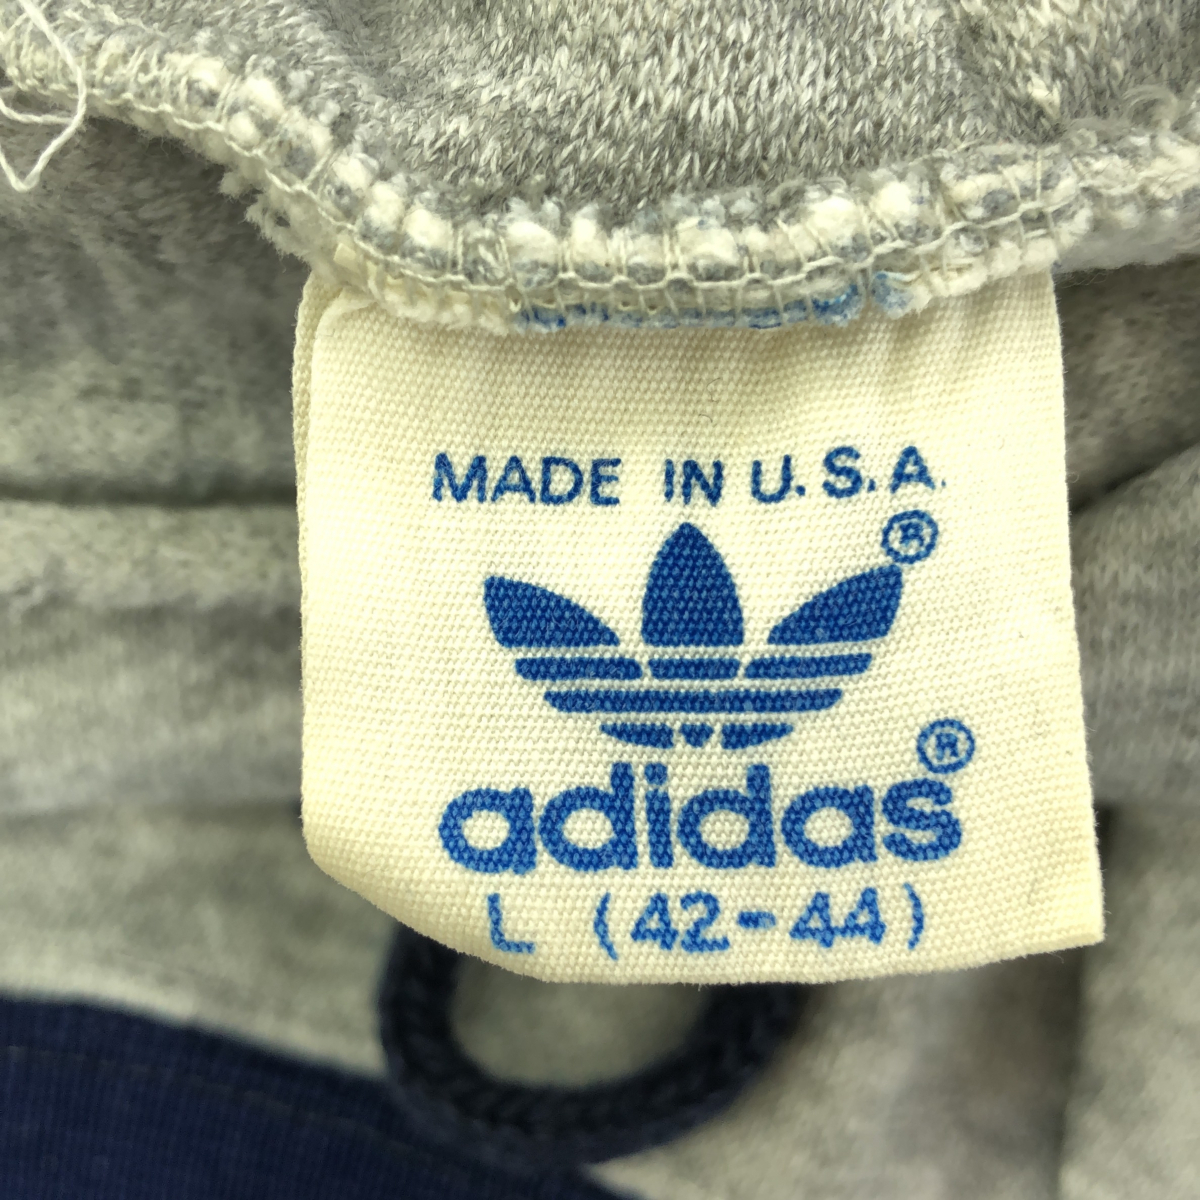 MADE IN U.S.A.
®
adidas®
L (42-44)